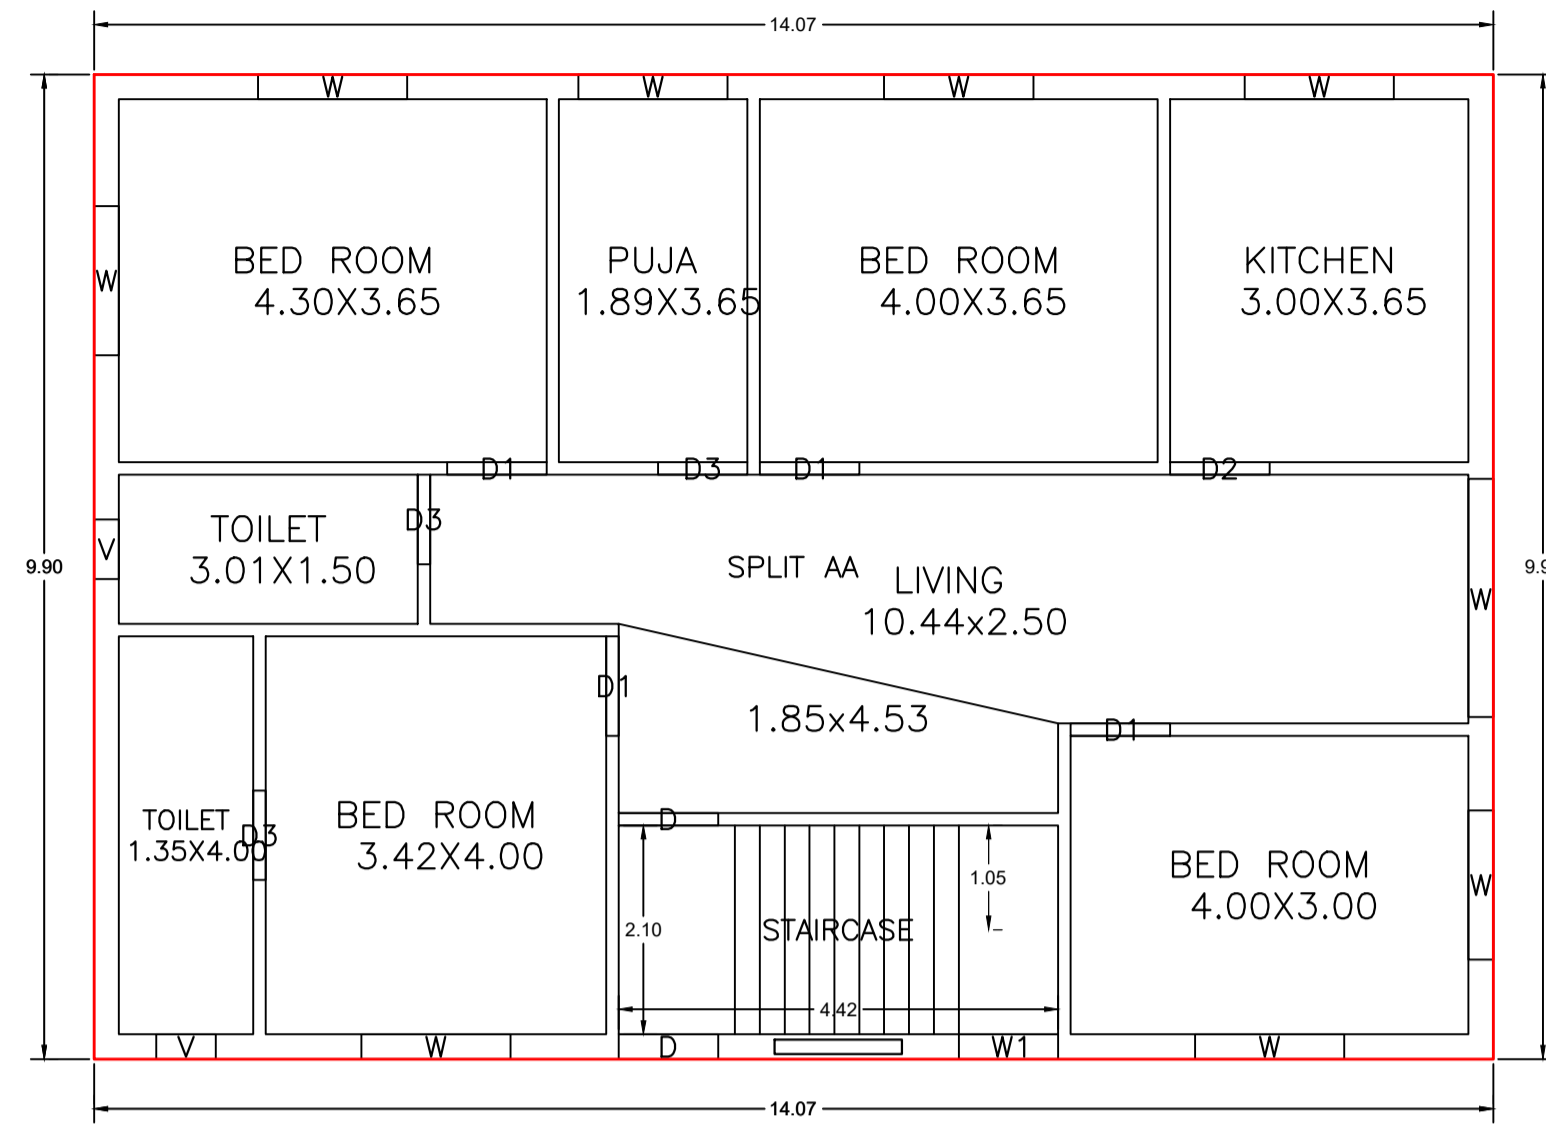 14.07
W W W W
BED ROOM
4.30X3.65
PUJA
1.89X3.65
BED ROOM
4.00X3.65
KITCHEN
3.00X3.65
W
D1 D3 D1 D2
D3
TOILET
3.01X1.50
V
9.90
SPLIT AA
LIVING
10.44x2.50
9.9
W
D1
1.85x4.53
D1
TOILET
1.35X4.00
D3
BED ROOM
3.42X4.00
D
2.10
STAIRCASE
1.05
4.42
BED ROOM
4.00X3.00
W
V W D W1 W
14.07